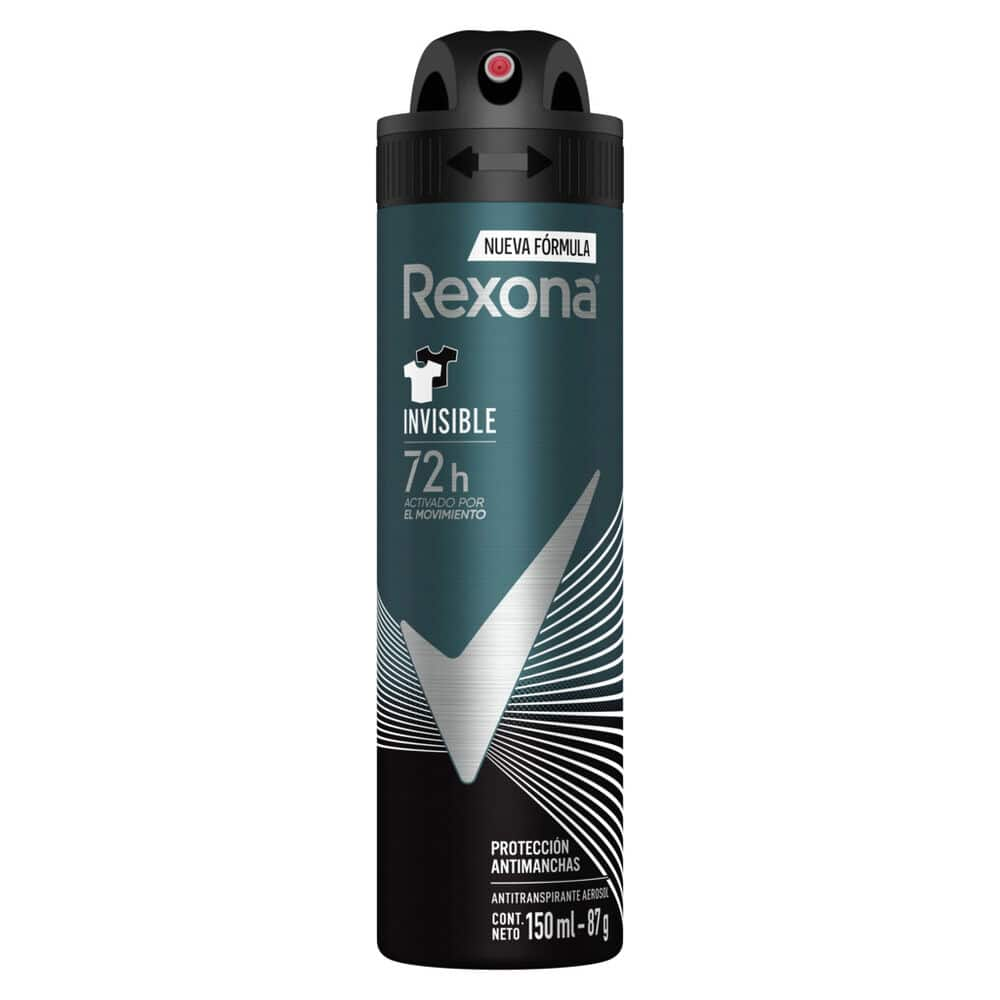 NUEVA FÓRMULA
Rexona®
INVISIBLE
72h
ACTIVADO POR
EL MOVIMIENTO
PROTECCIÓN
ANTIMANCHAS
ANTITRANSPIRANTE AEROSOL
CONT.
NETO 150 ml - 87 g